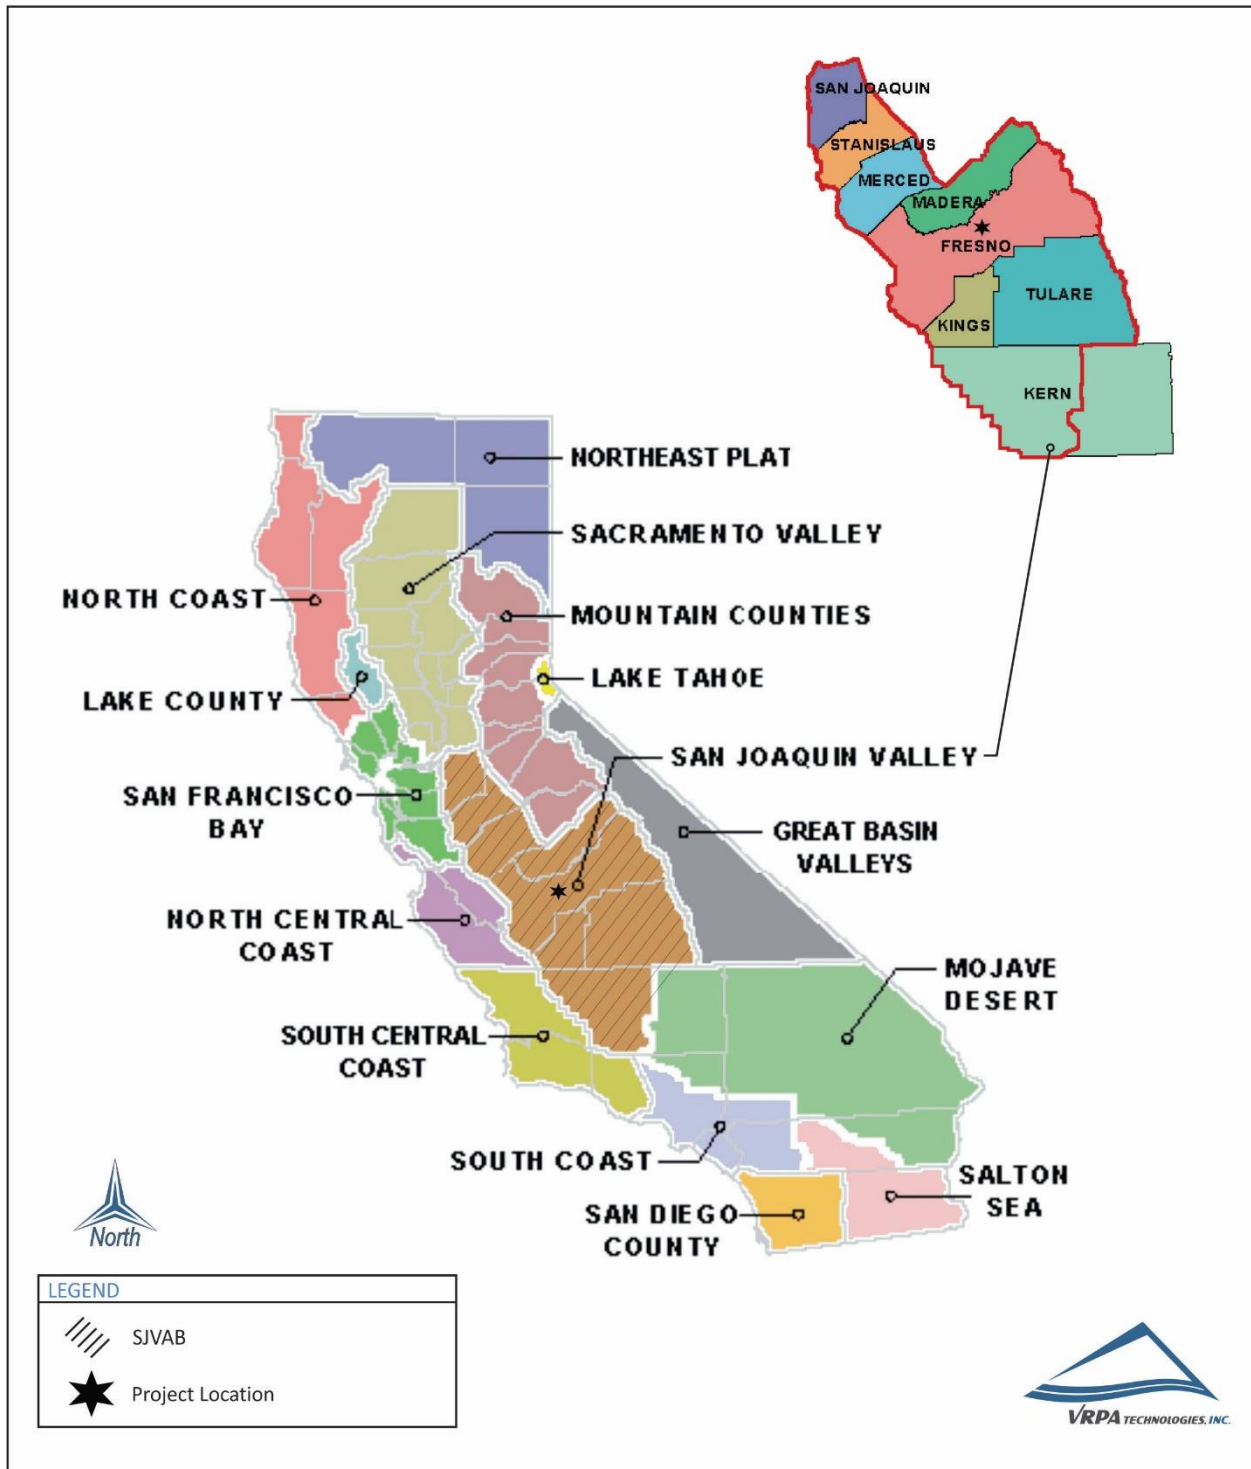 SAN JOAQUIN
STANISLAUS
MERCED
MADERA
FRESNO
TULARE
KINGS
KERN
NORTHEAST PLAT
SACRAMENTO VALLEY
NORTH COAST
MOUNTAIN COUNTIES
LAKE TAHOE
LAKE COUNTY
SAN JOAQUIN VALLEY
SAN FRANCISCO
BAY
GREAT BASIN
VALLEYS
NORTH CENTRAL
COAST
MOJAVE
DESERT
SOUTH CENTRAL
COAST
SOUTH COAST
SALTON
SEA
SAN DIEGO
COUNTY
North
LEGEND
SJVAB
Project Location
VRPA TECHNOLOGIES, INC.